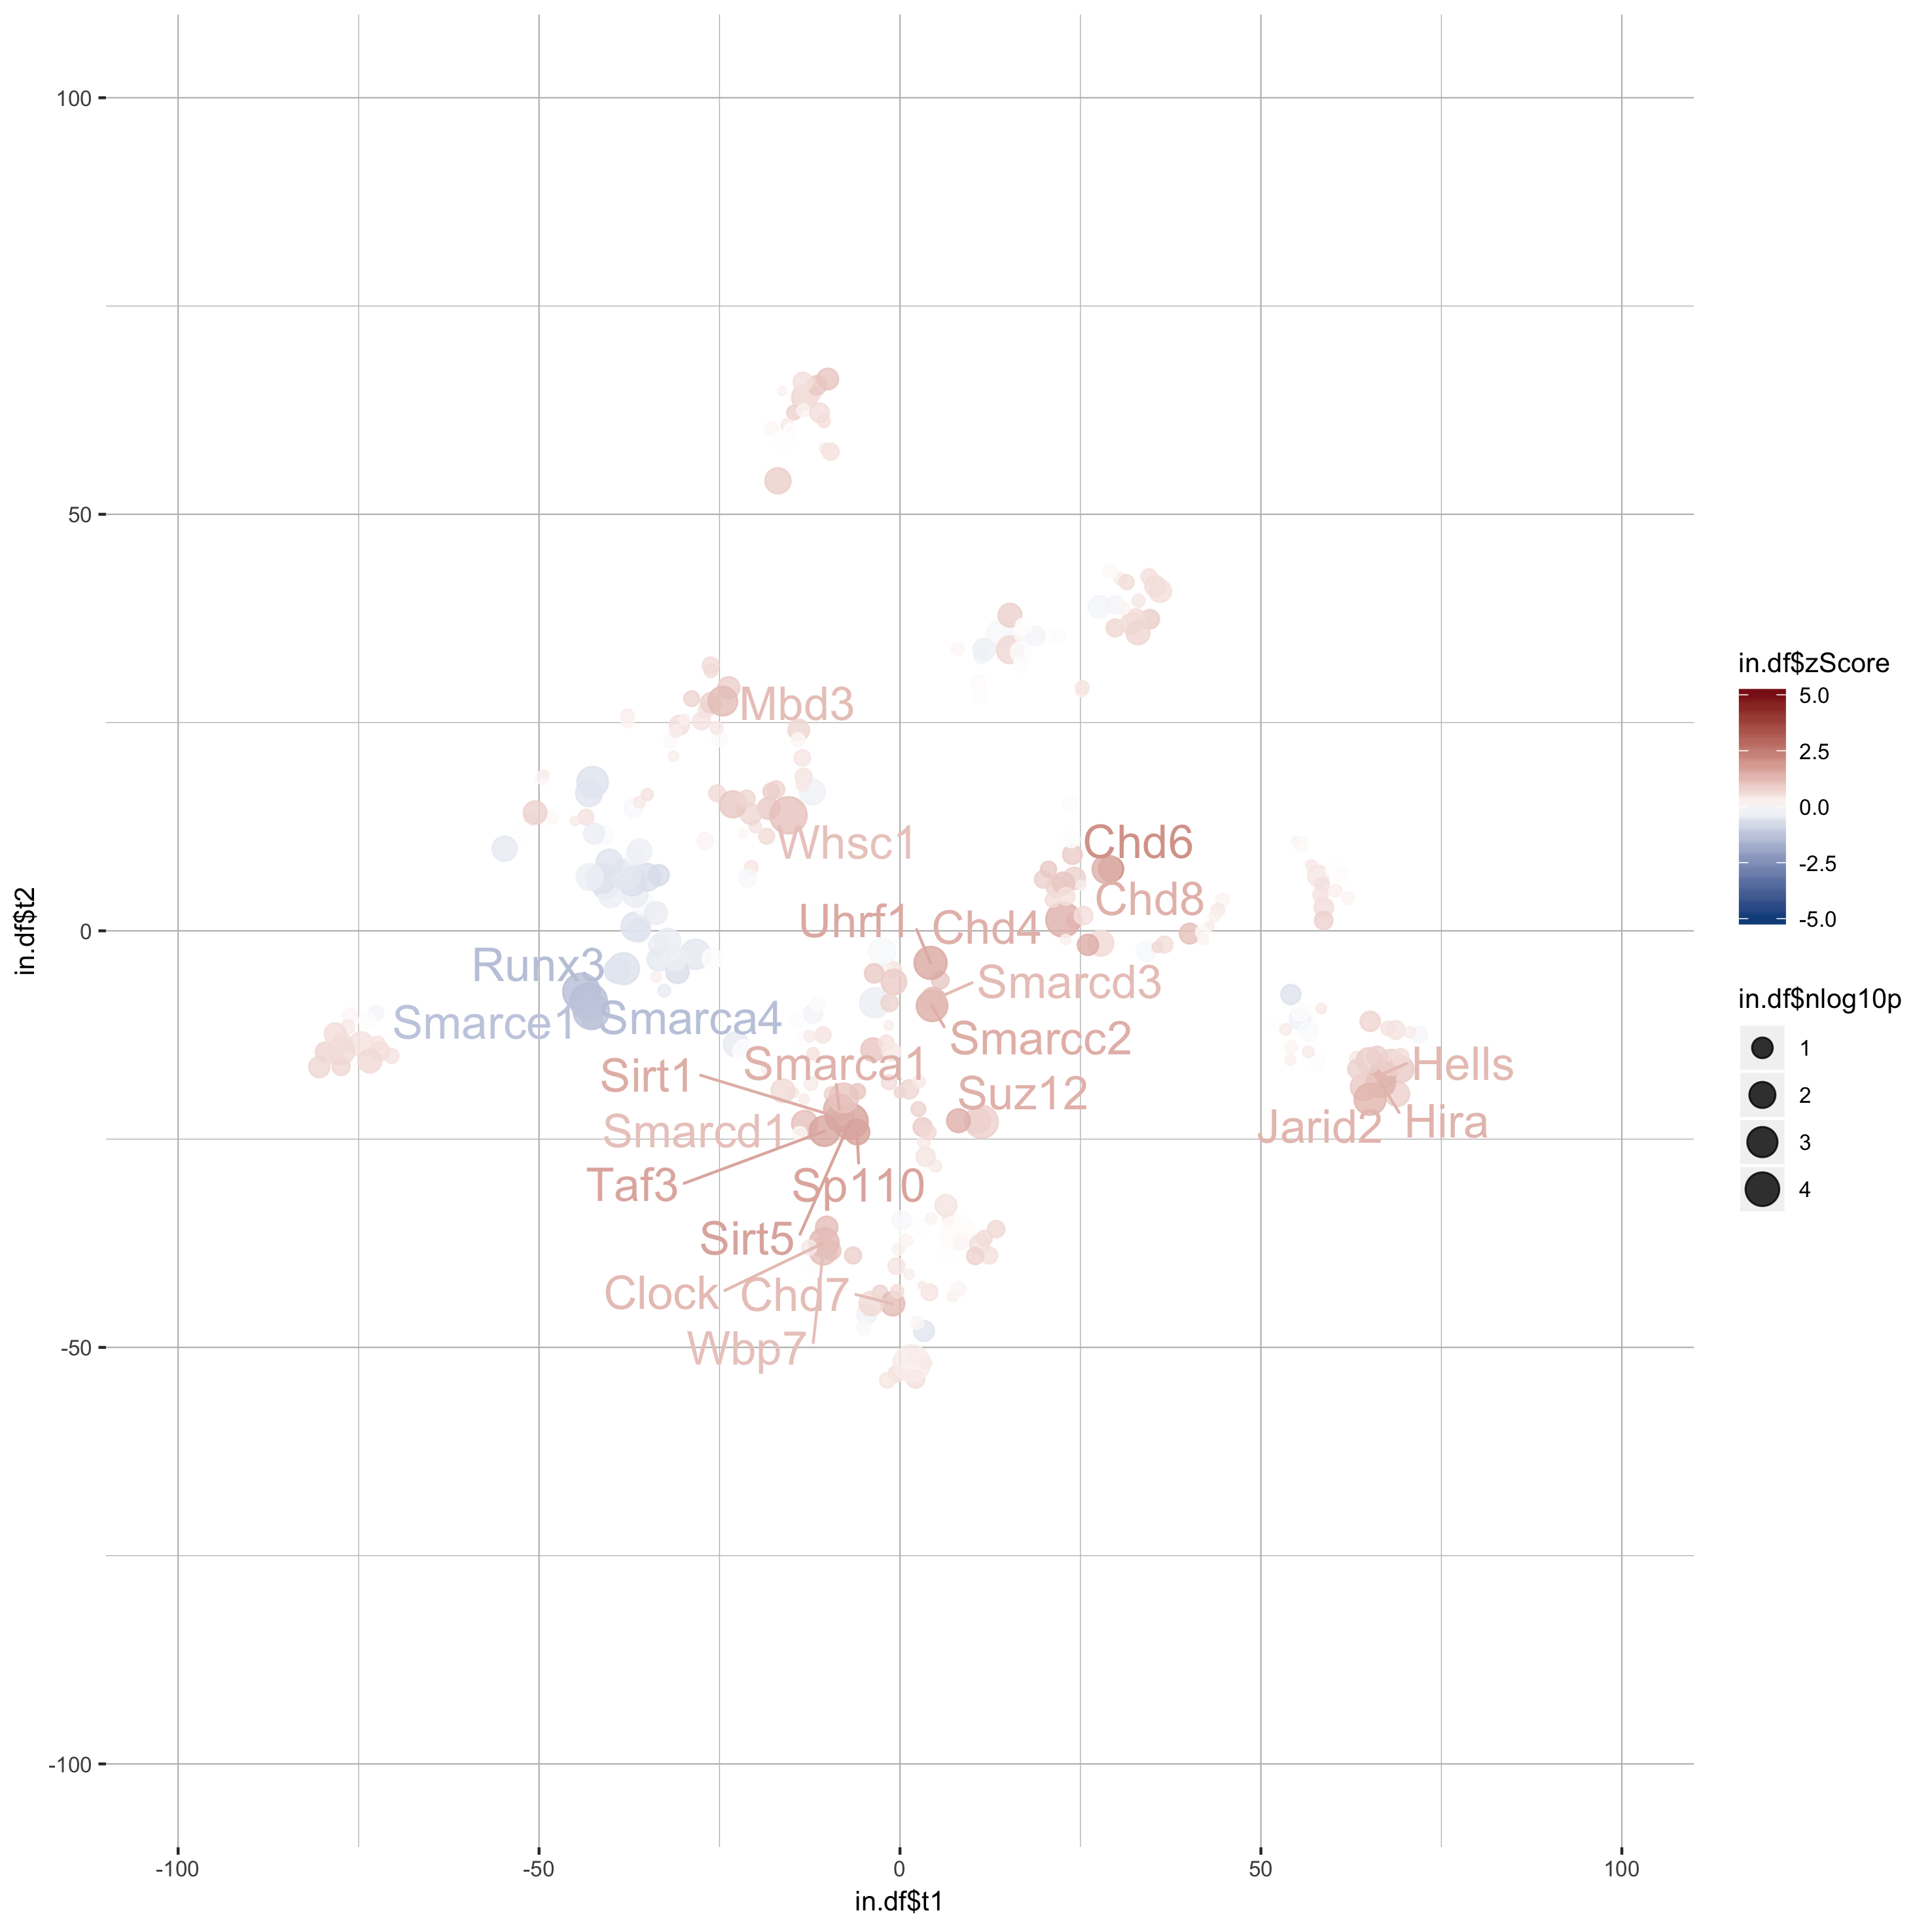 100
50
0
-50
-100
in.df$t2
-100
-50
0
50
100
in.df$t1
Mbd3
Whsc1
Chd6
Chd8
Uhrf1
Chd4
Runx3
Smarcd3
Smarce1
Smarca4
Smarcc2
Sirt1
Smarca1
Suz12
Hells
Smarcd1
Jarid2
Hira
Taf3
Sp110
Sirt5
Clock
Chd7
Wbp7
in.df$zScore
5.0
2.5
0.0
-2.5
-5.0
in.df$nlog10p
1
2
3
4